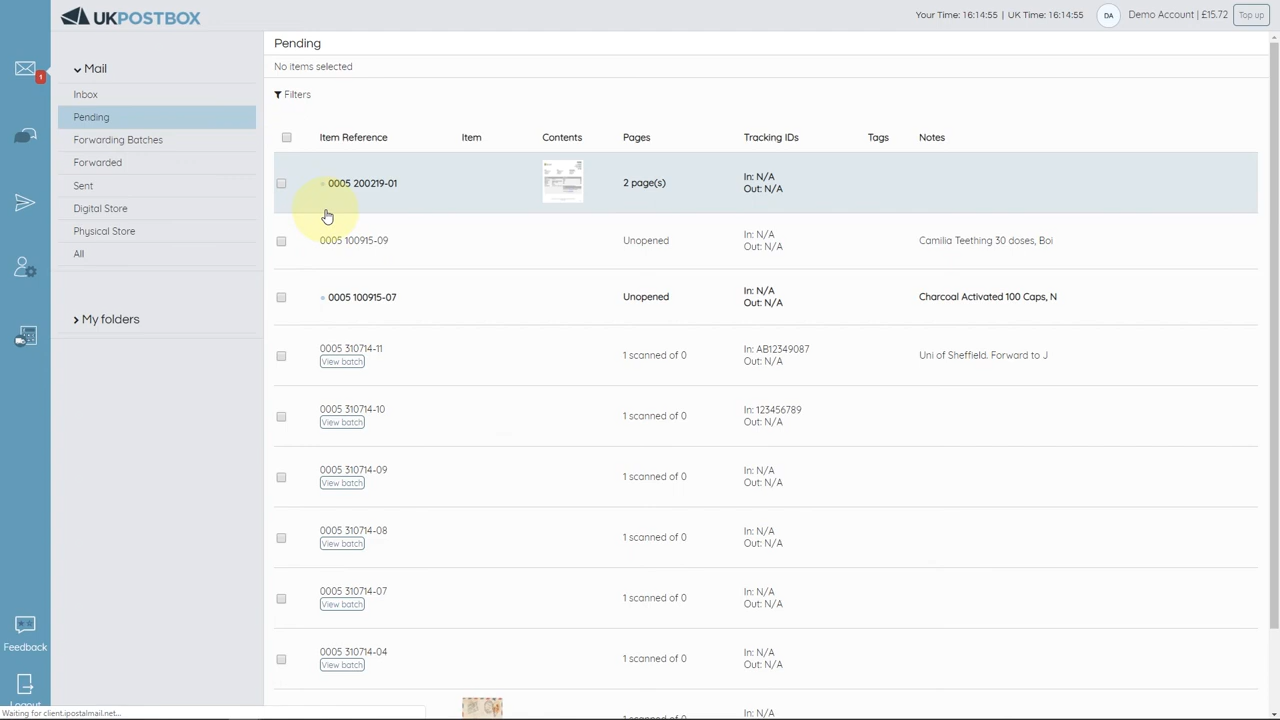 UKPOSTBOX
Your Time: 16:14:55 | UK Time: 16:14:55
DA
Demo Account | £15.72
Top up
1
Mail
Inbox
Pending
Forwarding Batches
Forwarded
Sent
Digital Store
Physical Store
All
My folders
Feedback
Logout
Pending
No items selected
Filters
Item Reference Item Contents Pages Tracking IDs Tags Notes
0005 200219-01 2 page(s) In: N/A
Out: N/A
0005 100915-09 Unopened In: N/A Camilia Teething 30 doses, Boi
Out: N/A
0005 100915-07 Unopened In: N/A Charcoal Activated 100 Caps, N
Out: N/A
0005 310714-11 1 scanned of 0 In: AB12349087 Uni of Sheffield. Forward to J
View batch Out: N/A
0005 310714-10 1 scanned of 0 In: 123456789
View batch Out: N/A
0005 310714-09 1 scanned of 0 In: N/A
View batch Out: N/A
0005 310714-08 1 scanned of 0 In: N/A
View batch Out: N/A
0005 310714-07 1 scanned of 0 In: N/A
View batch Out: N/A
0005 310714-04 1 scanned of 0 In: N/A
View batch Out: N/A
1 scanned of 0 In: N/A
Waiting for client.ipostalmail.net...